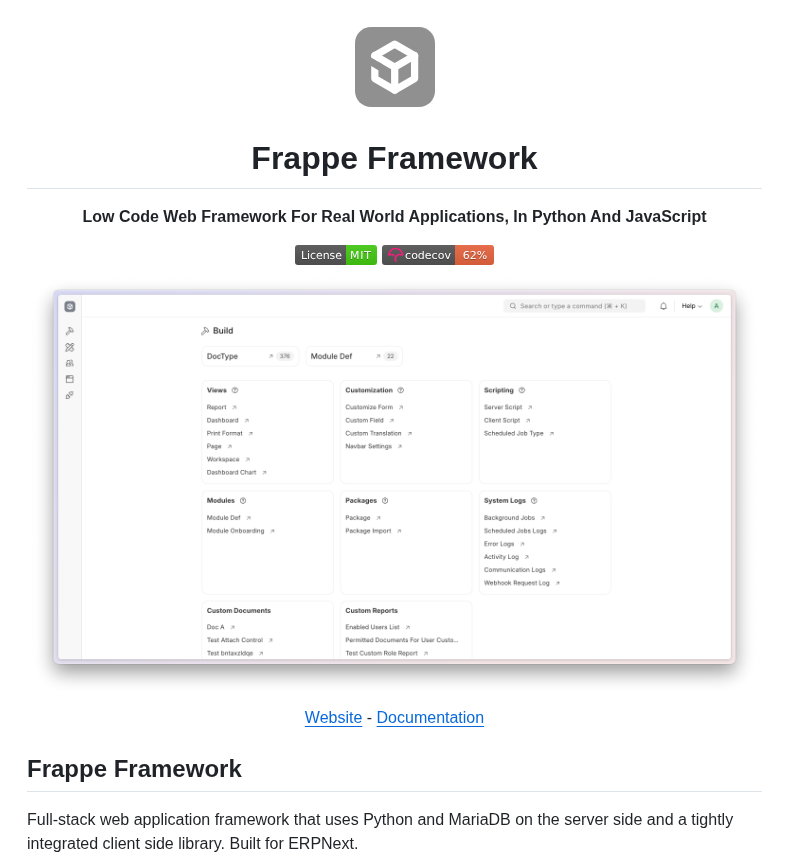 Frappe Framework
Low Code Web Framework For Real World Applications, In Python And JavaScript
License MIT codecov 62%
Search or type a command (⌘ + K) Help A
Build
DocType 376 Module Def 22
Views Customization Scripting
Report Customize Form Server Script
Dashboard Custom Field Client Script
Print Format Custom Translation Scheduled Job Type
Page Navbar Settings
Workspace
Dashboard Chart
Modules Packages System Logs
Module Def Package Background Jobs
Module Onboarding Package Import Scheduled Jobs Logs
Error Logs
Activity Log
Communication Logs
Webhook Request Log
Custom Documents Custom Reports
Doc A Enabled Users List
Test Attach Control Permitted Documents For User Custo...
Test Custom Role Report
Website - Documentation
Frappe Framework
Full-stack web application framework that uses Python and MariaDB on the server side and a tightly
integrated client side library. Built for ERPNext.